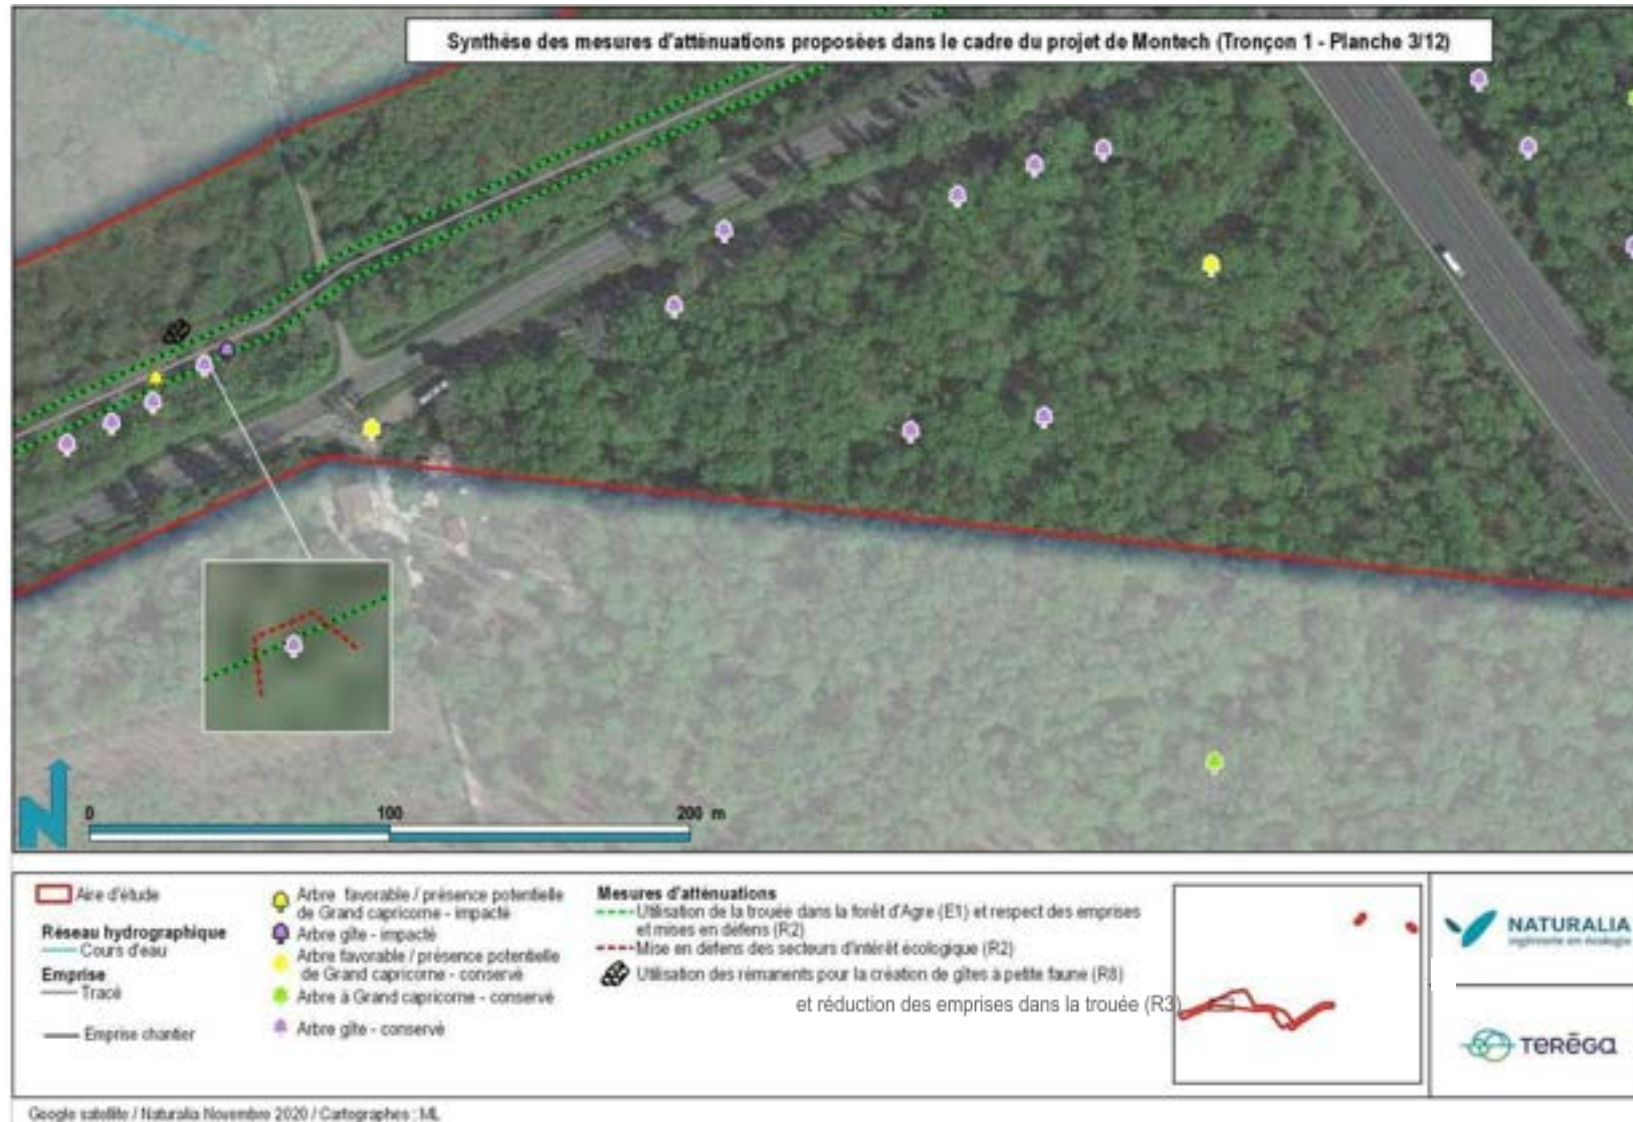 Synthèse des mesures d'atténuations proposées dans le cadre du projet de Montech (Tronçon 1 - Planche 3/12)
N
0 100 200 m
Aire d'étude
Réseau hydrographique
Cours d'eau
Emprise
Tracé
Emprise chantier
Arbre favorable / présence potentielle
de Grand capricorne - impacté
Arbre gîte - impacté
Arbre favorable / présence potentielle
de Grand capricorne - conservé
Arbre à Grand capricorne - conservé
Arbre gîte - conservé
Mesures d'atténuations
Utilisation de la trouée dans la forêt d'Agre (E1) et respect des emprises
et mises en défens (R2)
Mise en défens des secteurs d'intérêt écologique (R2)
Utilisation des rémanents pour la création de gîtes à petite faune (R8)
et réduction des emprises dans la trouée (R3)
NATURALIA
ingénierie en écologie
TERĒGA
Google satellite / Naturalia Novembre 2020 / Cartographes : ML